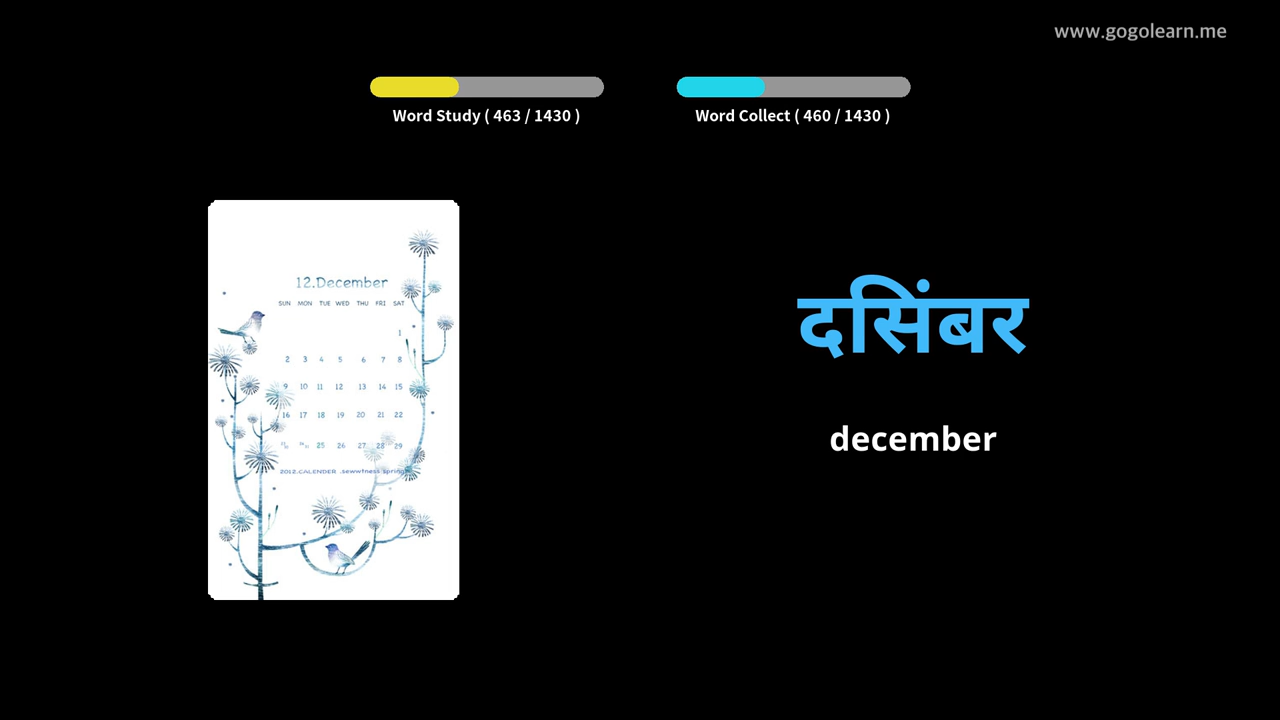 www.gogolearn.me
Word Study ( 463 / 1430 )
Word Collect ( 460 / 1430 )
12.December
SUN MON TUE WED THU FRI SAT
1
2 3 4 5 6 7 8
9 10 11 12 13 14 15
16 17 18 19 20 21 22
25 26 27 28 29
2012.CALENDER .sewwfness spring
दसिंबर
december